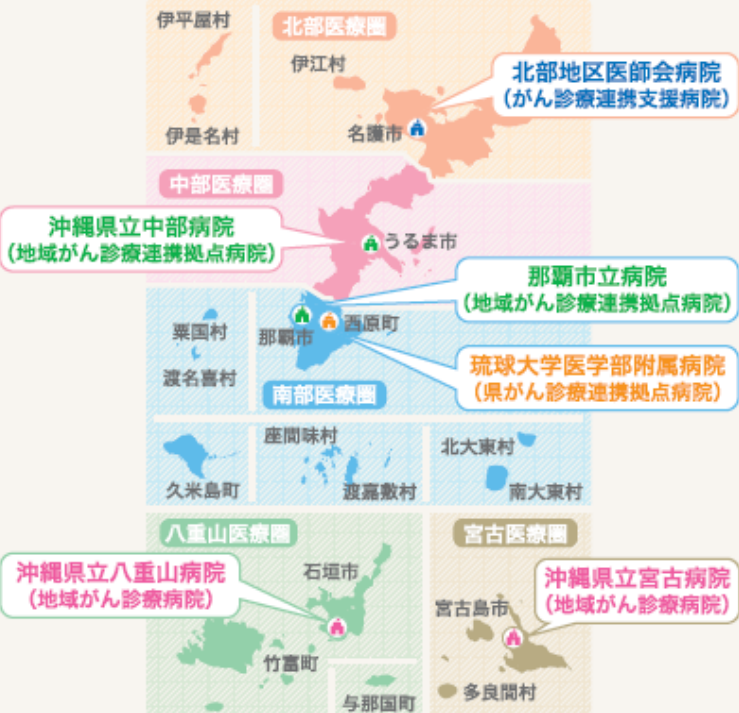 伊平屋村
北部医療圏
伊江村
北部地区医師会病院
(がん診療連携支援病院)
伊是名村
名護市
中部医療圏
沖縄県立中部病院
(地域がん診療連携拠点病院)
うるま市
那覇市立病院
(地域がん診療連携拠点病院)
粟国村
那覇市
西原町
渡名喜村
琉球大学医学部附属病院
(県がん診療連携拠点病院)
南部医療圏
座間味村
北大東村
久米島町
渡嘉敷村
南大東村
八重山医療圏
宮古医療圏
沖縄県立八重山病院
(地域がん診療病院)
石垣市
沖縄県立宮古病院
(地域がん診療病院)
宮古島市
竹富町
多良間村
与那国町